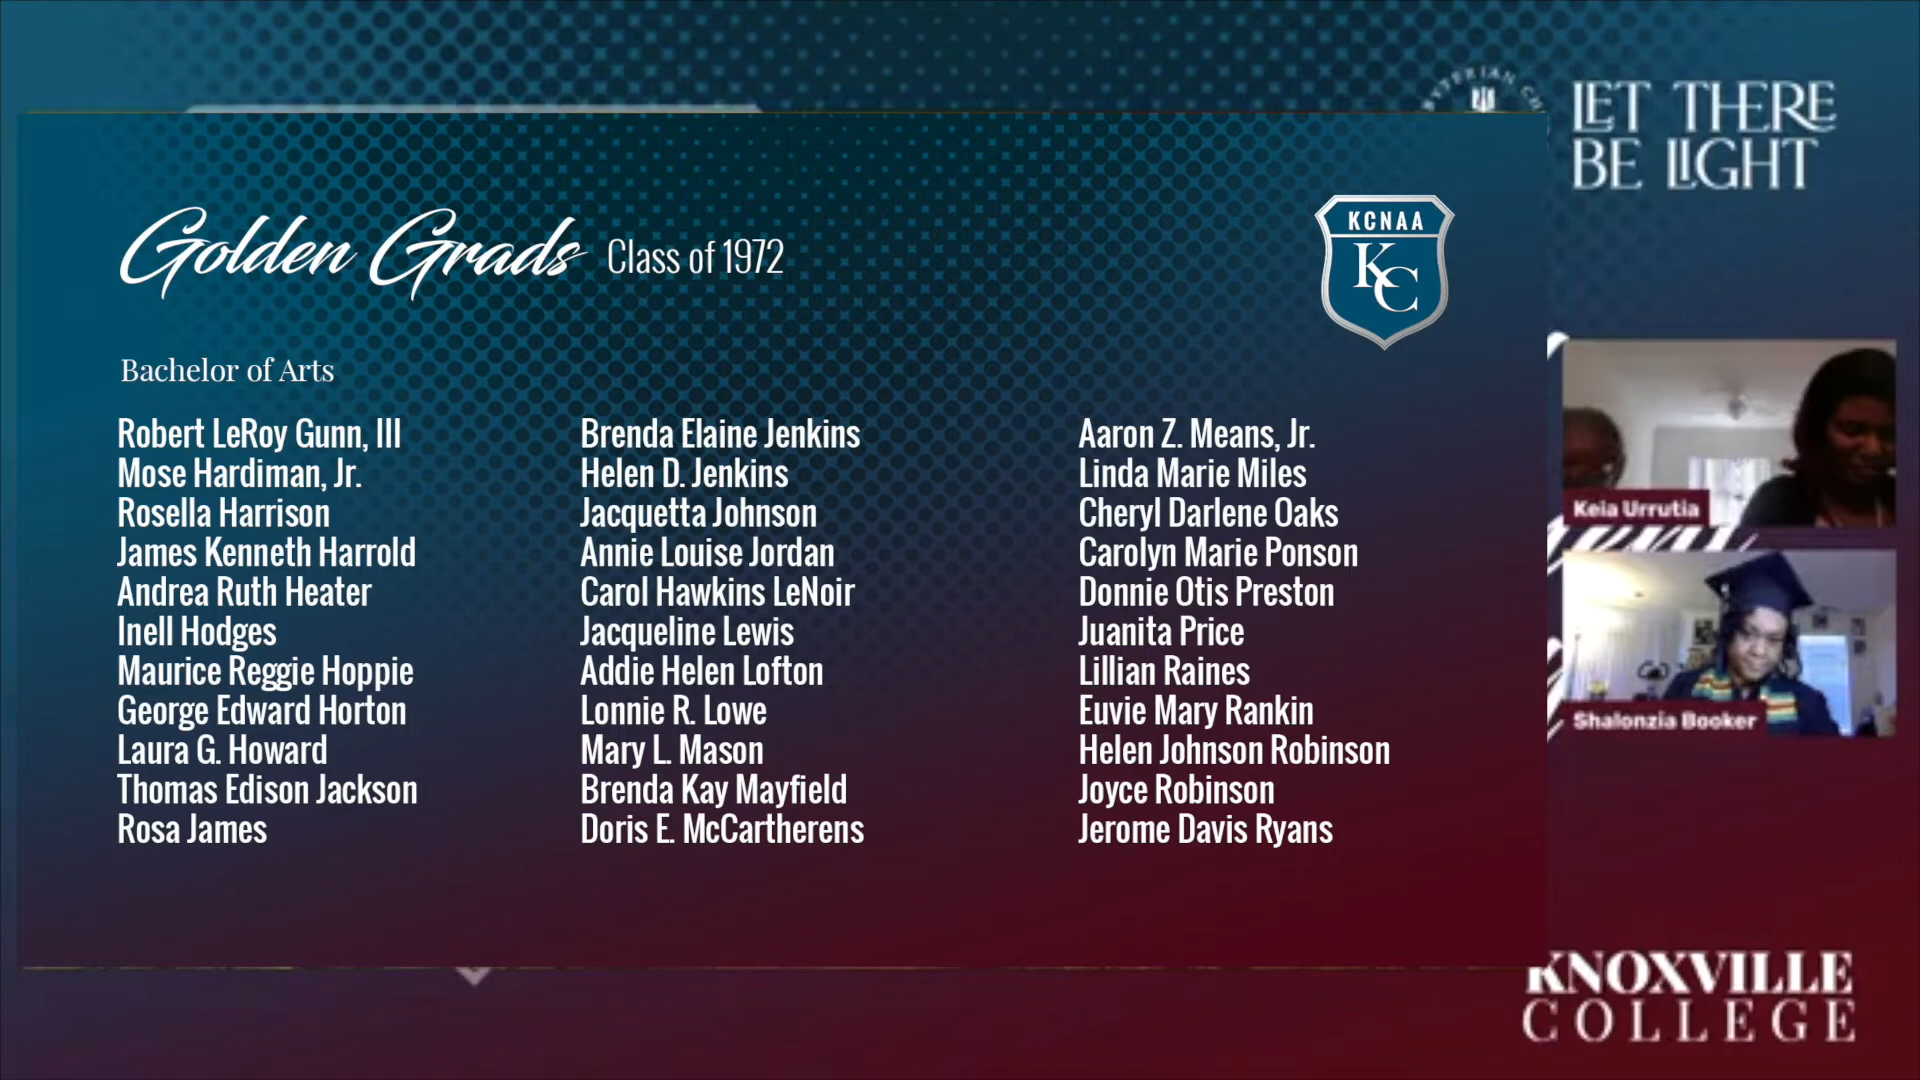 LET THERE
BE LIGHT
Golden Grads Class of 1972
KCNAA
KC
Bachelor of Arts
Robert LeRoy Gunn, III
Mose Hardiman, Jr.
Rosella Harrison
James Kenneth Harrold
Andrea Ruth Heater
Inell Hodges
Maurice Reggie Hoppie
George Edward Horton
Laura G. Howard
Thomas Edison Jackson
Rosa James
Brenda Elaine Jenkins
Helen D. Jenkins
Jacquetta Johnson
Annie Louise Jordan
Carol Hawkins LeNoir
Jacqueline Lewis
Addie Helen Lofton
Lonnie R. Lowe
Mary L. Mason
Brenda Kay Mayfield
Doris E. McCartherens
Aaron Z. Means, Jr.
Linda Marie Miles
Cheryl Darlene Oaks
Carolyn Marie Ponson
Donnie Otis Preston
Juanita Price
Lillian Raines
Euvie Mary Rankin
Helen Johnson Robinson
Joyce Robinson
Jerome Davis Ryans
Keia Urrutia
Shalonzia Booker
KNOXVILLE
COLLEGE